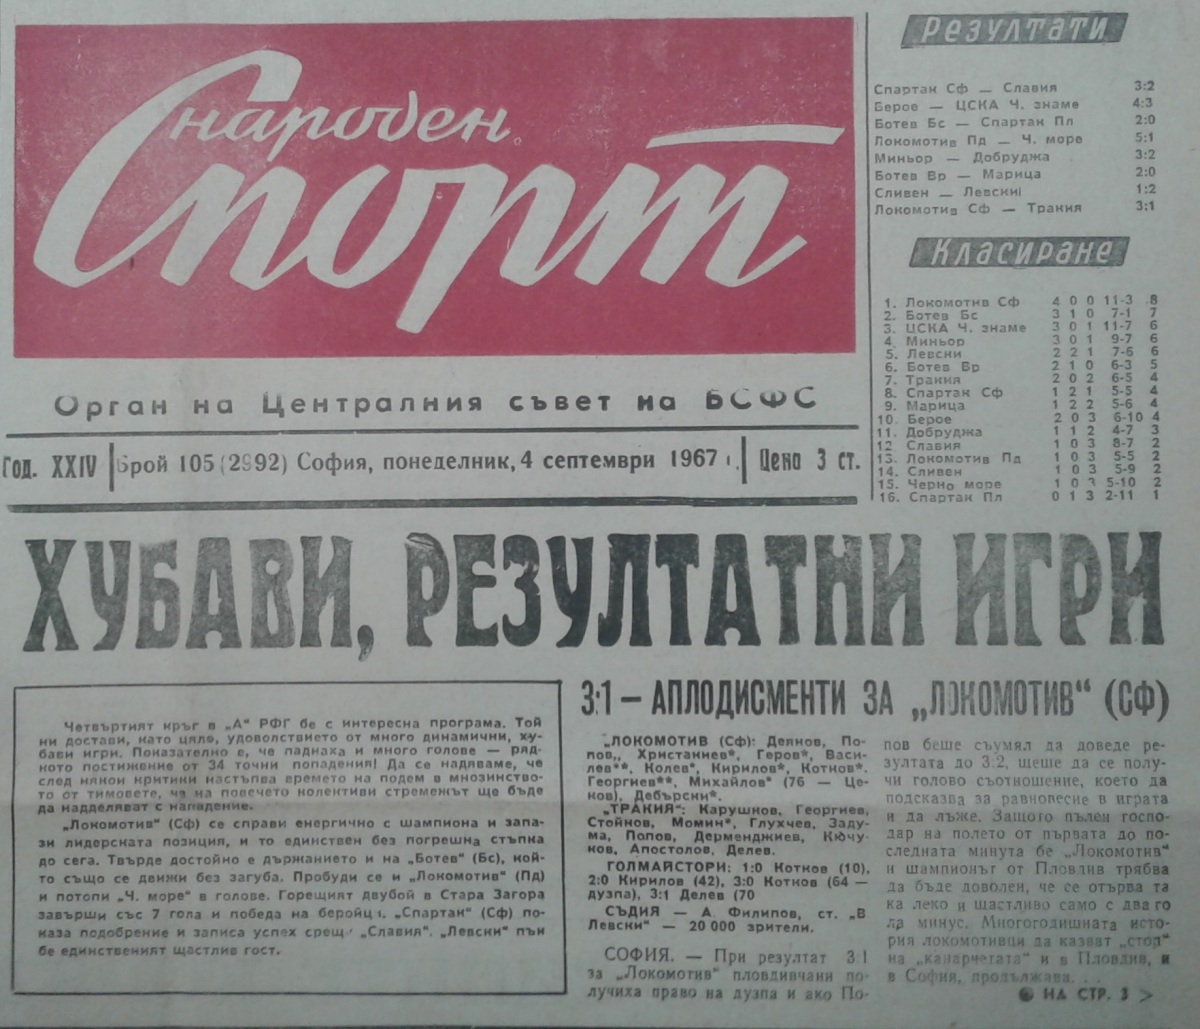 народен
Спорт
Орган на Централния съвет на БСФС
Год. XXIV
Брой 105 (2992) София, понеделник, 4 септември 1967 г.
Цена 3 ст.
Резултати
Спартак Сф — Славия 3:2
Берое — ЦСКА Ч. знаме 4:3
Ботев Бс — Спартак Пл 2:0
Локомотив Пд — Ч. море 5:1
Миньор — Добруджа 3:2
Ботев Вр — Марица 2:0
Сливен — Левски 1:2
Локомотив Сф — Тракия 3:1
Класиране
1. Локомотив Сф 4 0 0 11-3 8
2. Ботев Бс 3 1 0 7-1 7
3. ЦСКА Ч. знаме 3 0 1 11-7 6
4. Миньор 3 0 1 9-7 6
5. Левски 2 2 1 7-6 6
6. Ботев Вр 2 1 0 6-3 5
7. Тракия 2 0 2 6-5 4
8. Спартак Сф 1 2 1 5-5 4
9. Марица 1 2 2 5-6 4
10. Берое 2 0 3 6-10 4
11. Добруджа 1 1 2 4-7 3
12 Славия 1 0 3 8-7 2
13. Локомотив Пд 1 0 3 5-5 2
14. Сливен 1 0 3 5-9 2
15. Черно море 1 0 3 5-10 2
16. Спартак Пл 0 1 3 2-11 1
ХУБАВИ, РЕЗУЛТАТНИ ИГРИ
Четвъртият кръг в „А“ РФГ бе с интересна програма. Той
ни достави, като цяло, удоволствието от много динамични, ху-
бави игри. Показателно е, че паднаха и много голове — ряд-
ното постижение от 34 точни попадения! Да се надяваме, че
след някои критики настъпва времето на подем в мнозинство-
то от тимовете, че на повечето колективи стремежът ще бъде
да надделяват с нападение.
„Локомотив“ (Сф) се справи енергично с шампиона и запа-
зи лидерската позиция, и то единствен без погрешна стъпка
до сега. Твърде достойно е държанието и на „Ботев“ (Бс), кой-
то също се движи без загуба. Пробуди се и „Локомотив“ (Пд)
и потопи „Ч. море“ в голове. Горещият двубой в Стара Загора
завърши със 7 гола и победа на беройци. „Спартак“ (Сф) по-
каза подобрение и записа успех срещу „Славия“. „Левски“ пък
бе единственият щастлив гост.
3:1 — АПЛОДИСМЕНТИ ЗА „ЛОКОМОТИВ“ (СФ)
„ЛОКОМОТИВ (Сф): Деянов, По-
пов,, Христаниев*, Геров*, Васи-
лев**, Колев*, Кирилов*, Котков*.
Георгиев**, Михайлов* (76 — Це-
ков), Дебърски*.
„ТРАКИЯ“: Карушков, Георгиев,
Стойнов, Момин*, Глухчев, Заду-
ма, Попов, Дерменджиев, Кючу-
ков, Апостолов, Делев.
ГОЛМАЙСТОРИ: 1:0 Котков (10),
2:0 Кирилов (42), 3:0 Котков (64 —
дузпа), 3:1 Делев (70
СЪДИЯ — А. Филипов, ст. „В
Левски“ — 20 000 зрители.
СОФИЯ. — При резултат 3:1
за „Локомотив“ пловдивчани по-
лучиха право на дузпа и ако По-
пов беше съумял да доведе ре-
зултата до 3:2, щеше да се полу-
чи голово съотношение, което да
подсказва за равновесие в играта
и да лъже. Защото пълен госпо-
дар на полето от първата до по-
следната минута бе „Локомотив“
и шампионът от Пловдив трябва
да бъде доволен, че се отърва та
ка леко и щастливо само с два го
ла минус. Многогодишната исто-
рия локомотивци да казват „стоп“
на „канарчетата“ и в Пловдив, и
в София, продължава. . .
НА СТР. 3 >